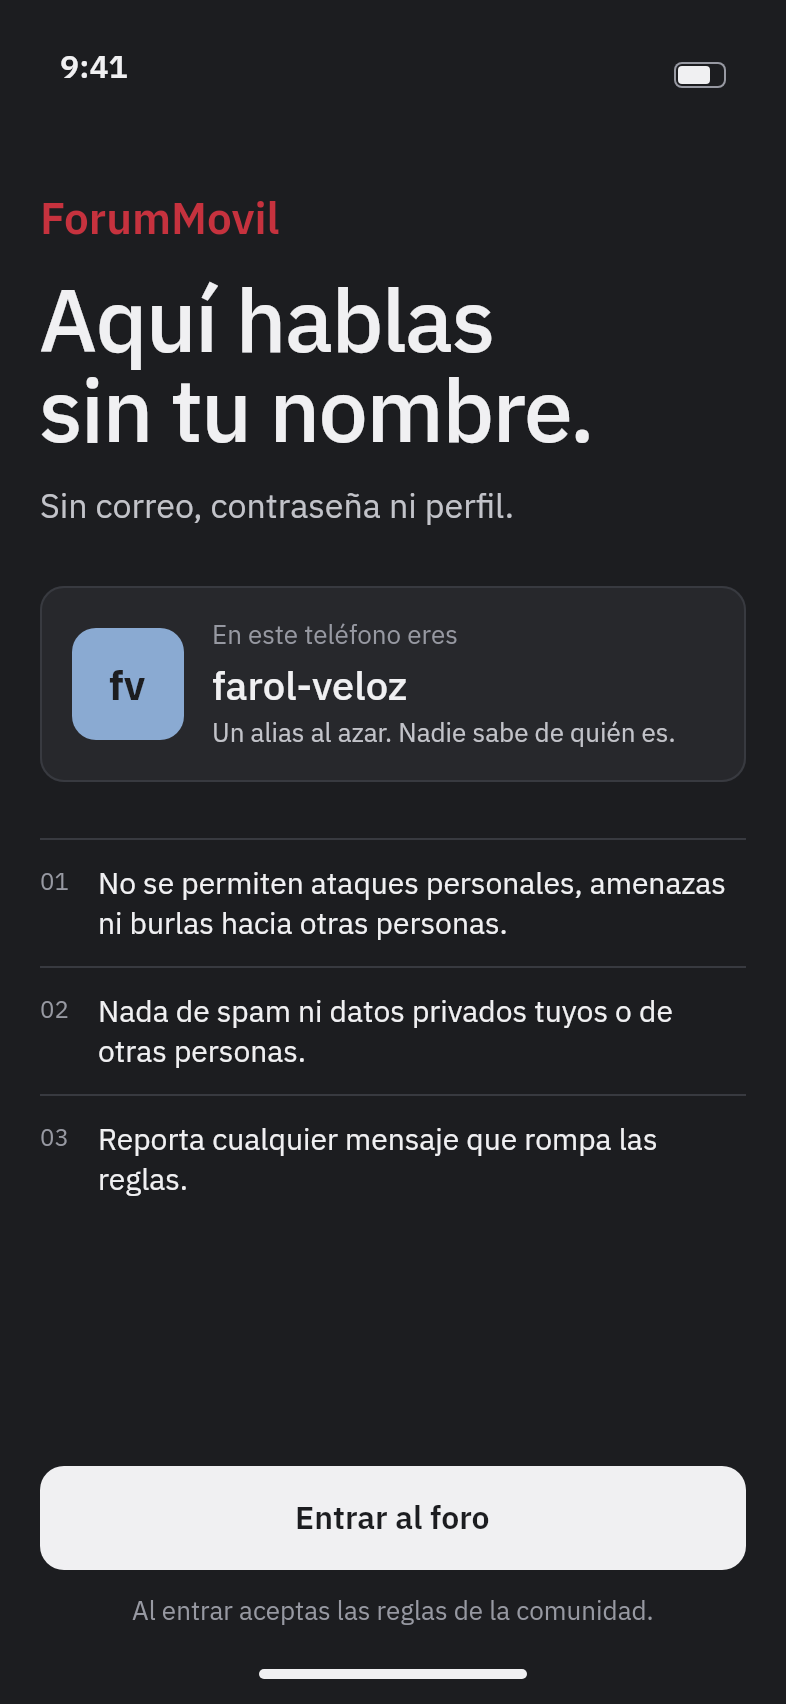 9:41
ForumMovil
Aquí hablas
sin tu nombre.
Sin correo, contraseña ni perfil.
fv
En este teléfono eres
farol-veloz
Un alias al azar. Nadie sabe de quién es.
01 No se permiten ataques personales, amenazas
ni burlas hacia otras personas.
02 Nada de spam ni datos privados tuyos o de
otras personas.
03 Reporta cualquier mensaje que rompa las
reglas.
Entrar al foro
Al entrar aceptas las reglas de la comunidad.